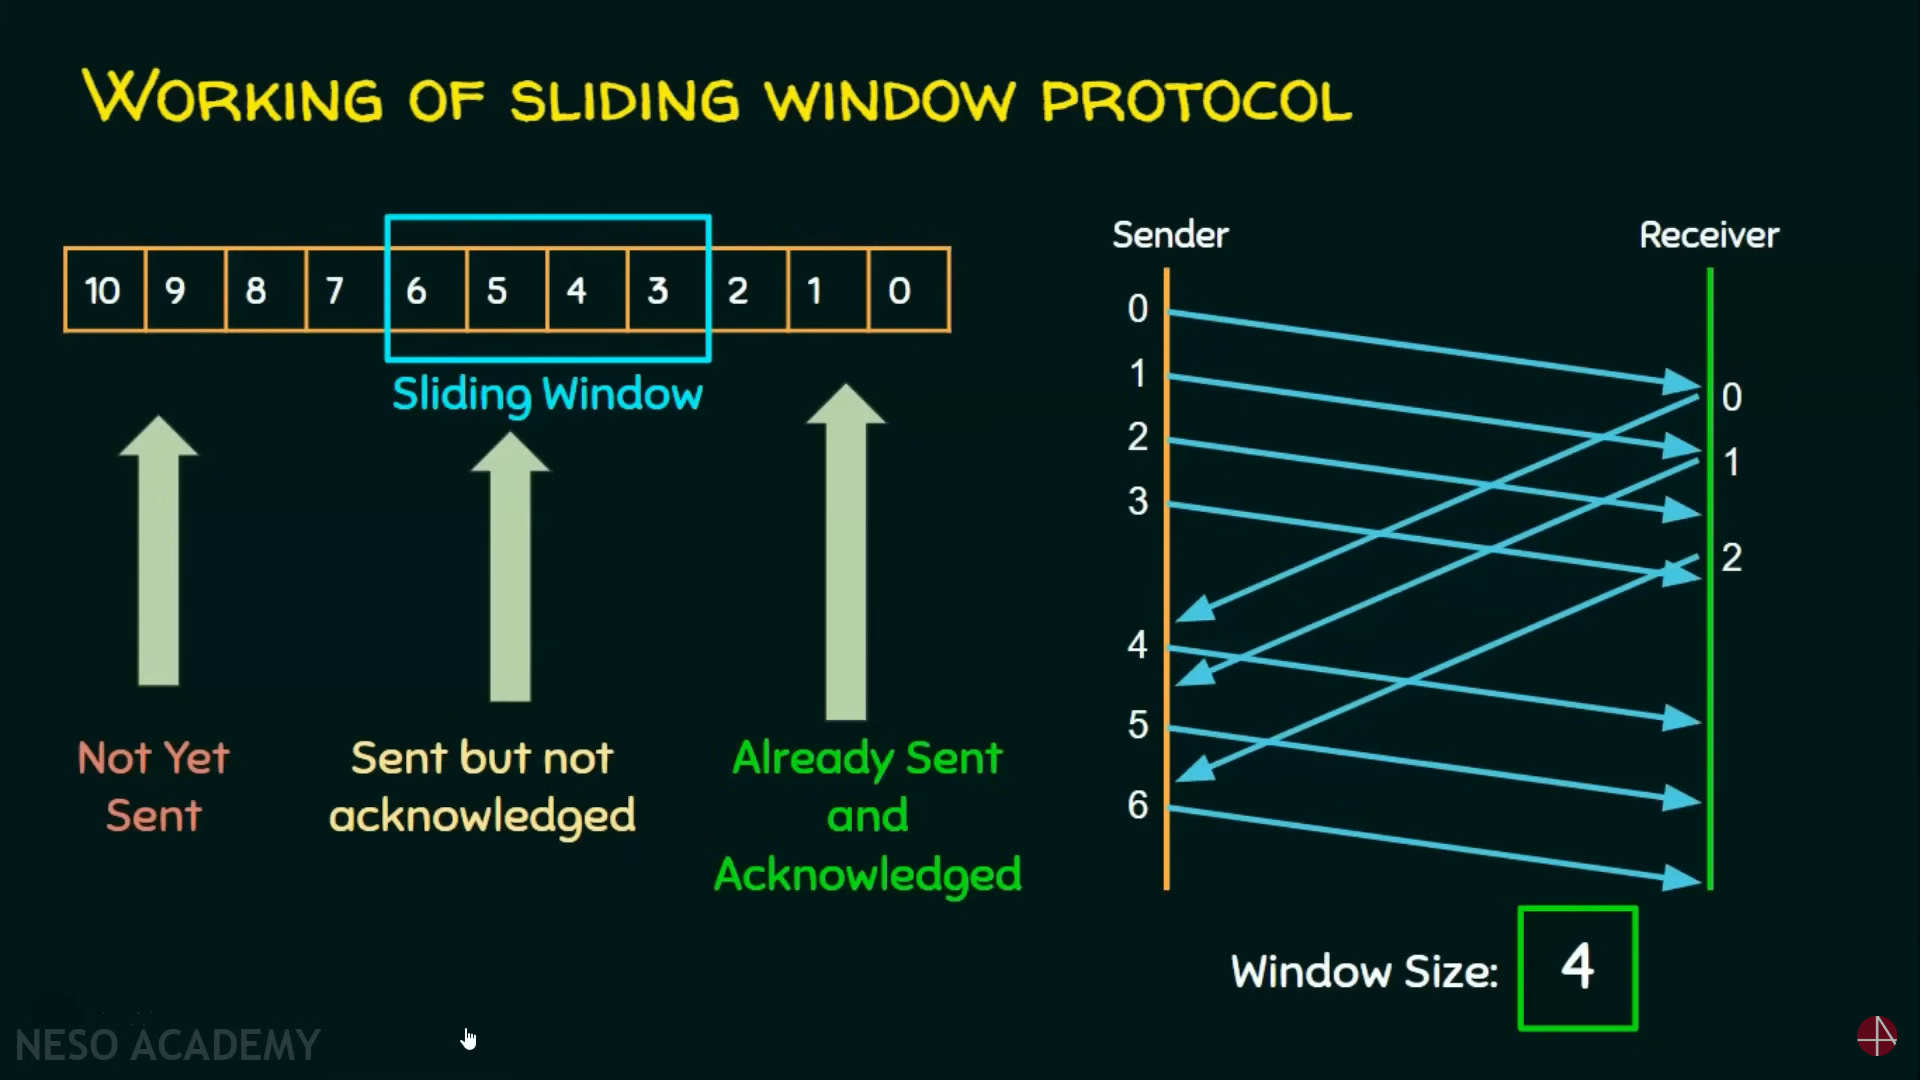 WORKING OF SLIDING WINDOW PROTOCOL
10 9 8 7 6 5 4 3 2 1 0
Sliding Window
Not Yet
Sent
Sent but not
acknowledged
Already Sent
and
Acknowledged
Sender
Receiver
0
1
2
3
4
5
6
0
1
2
Window Size: 4
NESO ACADEMY